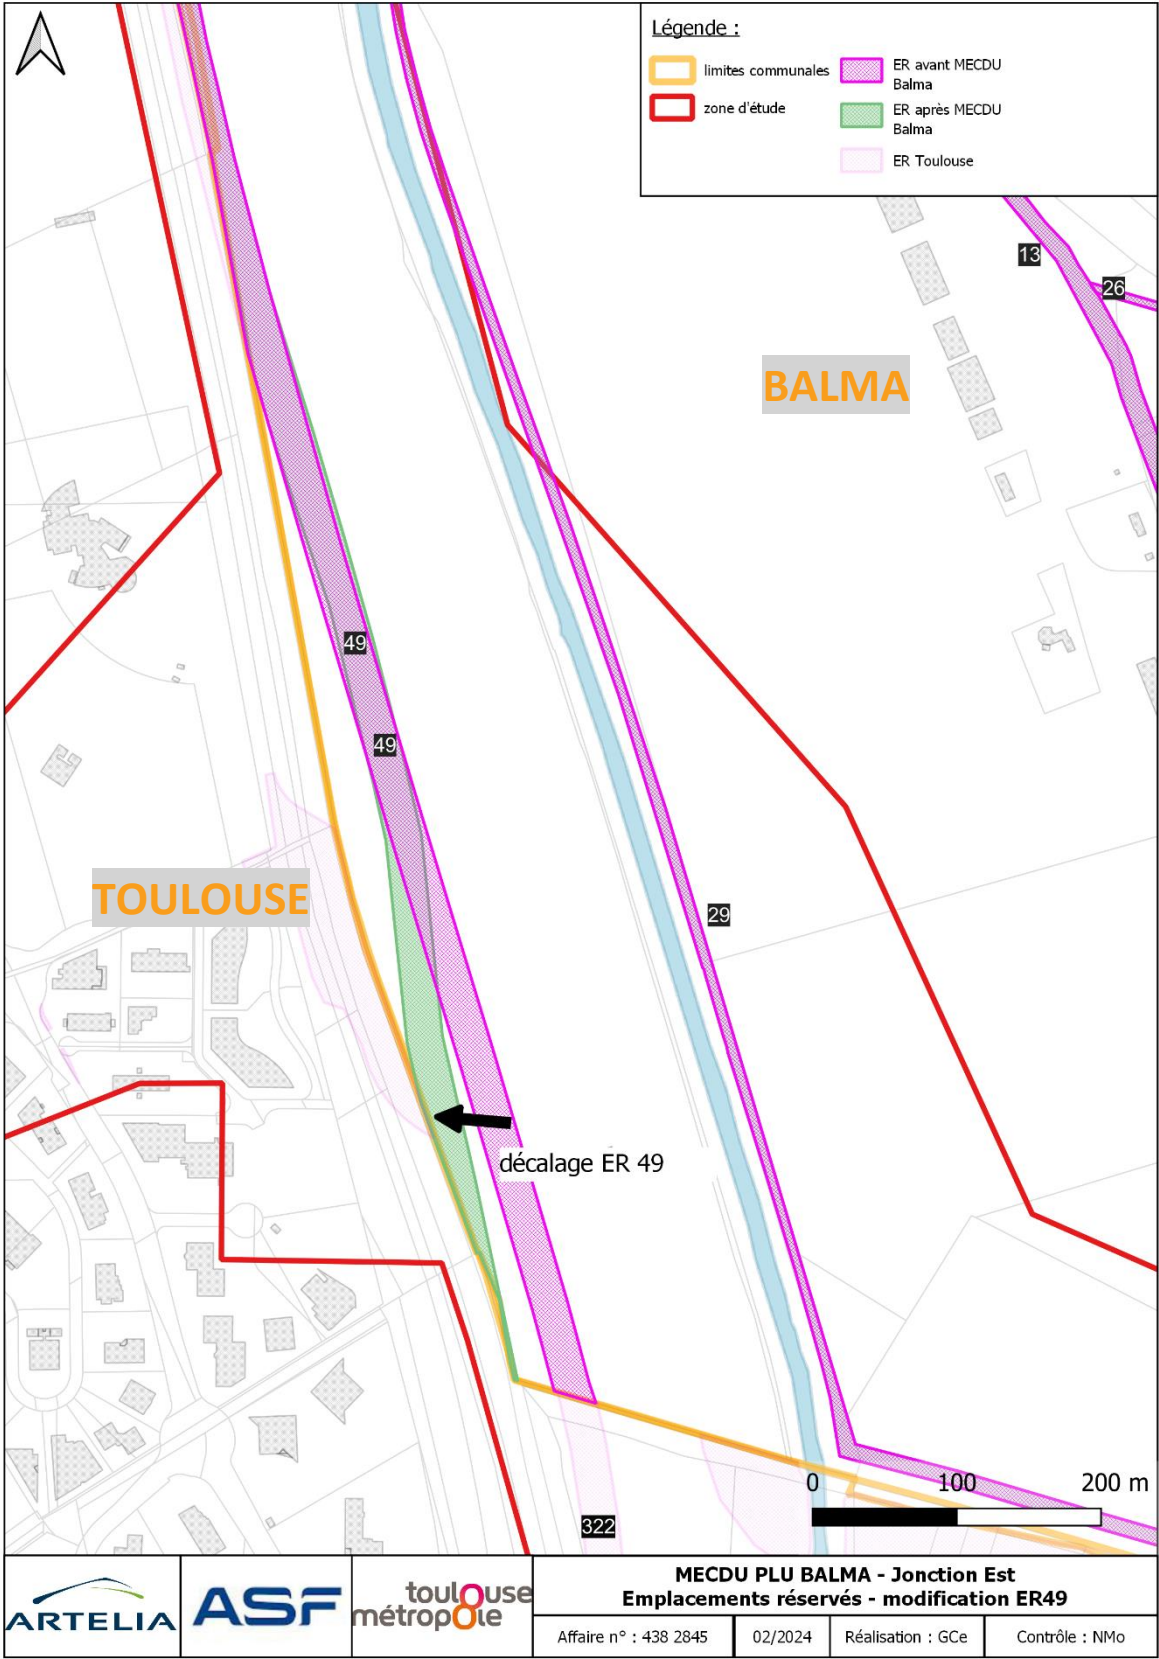 Légende :
limites communales
zone d'étude
ER avant MECDU
Balma
ER après MECDU
Balma
ER Toulouse
13
26
BALMA
49
49
TOULOUSE
29
décalage ER 49
0 100 200 m
322
ARTELIA
ASF
toulouse
métropole
MECDU PLU BALMA - Jonction Est
Emplacements réservés - modification ER49
Affaire n° : 438 2845
02/2024
Réalisation : GCe
Contrôle : NMo